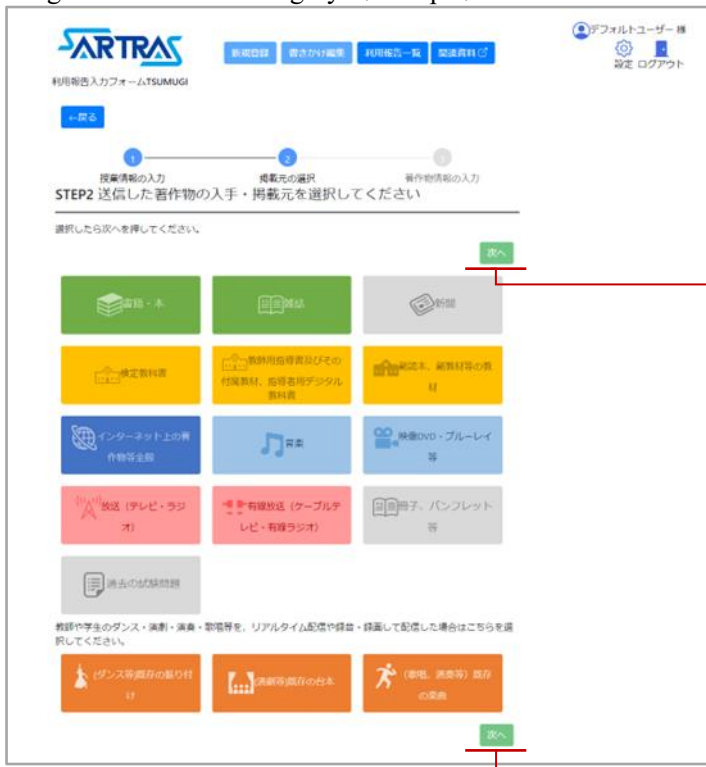 SARTRAS
新規登録
書きかけ編集
利用報告一覧
関連資料
デフォルトユーザー 様
設定 ログアウト
利用報告入力フォームTSUMUGI
←戻る
1
2
3
授業情報の入力
掲載元の選択
著作物情報の入力
STEP2 送信した著作物の入手・掲載元を選択してください
選択したら次へを押してください。
次へ
書籍・本
雑誌
新聞
検定教科書
教師用指導書及びその
付属教材、指導者用デジタル
教科書
副読本、副教材等の教
材
インターネット上の著
作物等全般
音楽
映像DVD・ブルーレイ
等
放送（テレビ・ラジ
オ）
有線放送（ケーブルテ
レビ・有線ラジオ）
冊子、パンフレット
等
過去の試験問題
教師や学生のダンス・演劇・演奏・歌唱等を、リアルタイム配信や録音・録画して配信した場合はこちらを選
択してください。
(ダンス等)既存の振り付
け
(演劇等)既存の台本
（歌唱、演奏等）既存
の楽曲
次へ